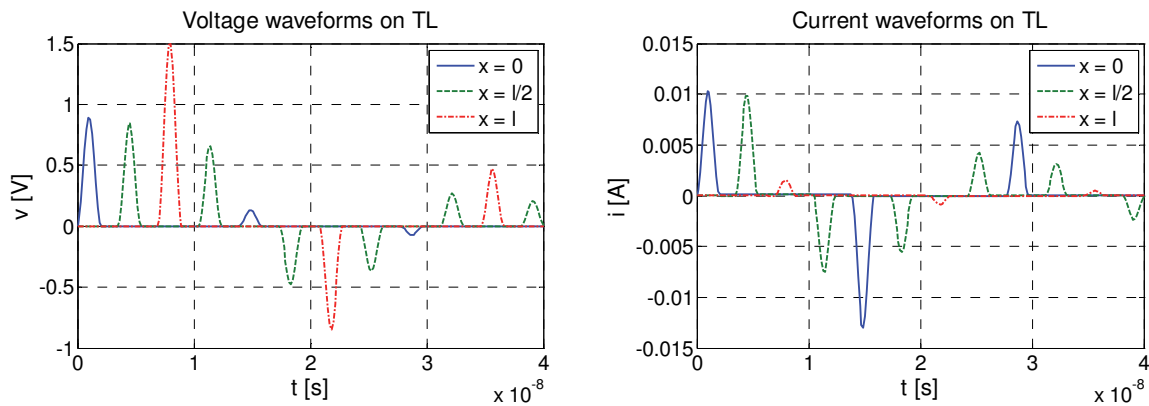 Voltage waveforms on TL
1.5
1
0.5
0
-0.5
-1
v [V]
0
1
2
3
4
t [s]
x 10⁻⁸
x = 0
x = l/2
x = l
Current waveforms on TL
0.015
0.01
0.005
0
-0.005
-0.01
-0.015
i [A]
0
1
2
3
4
t [s]
x 10⁻⁸
x = 0
x = l/2
x = l